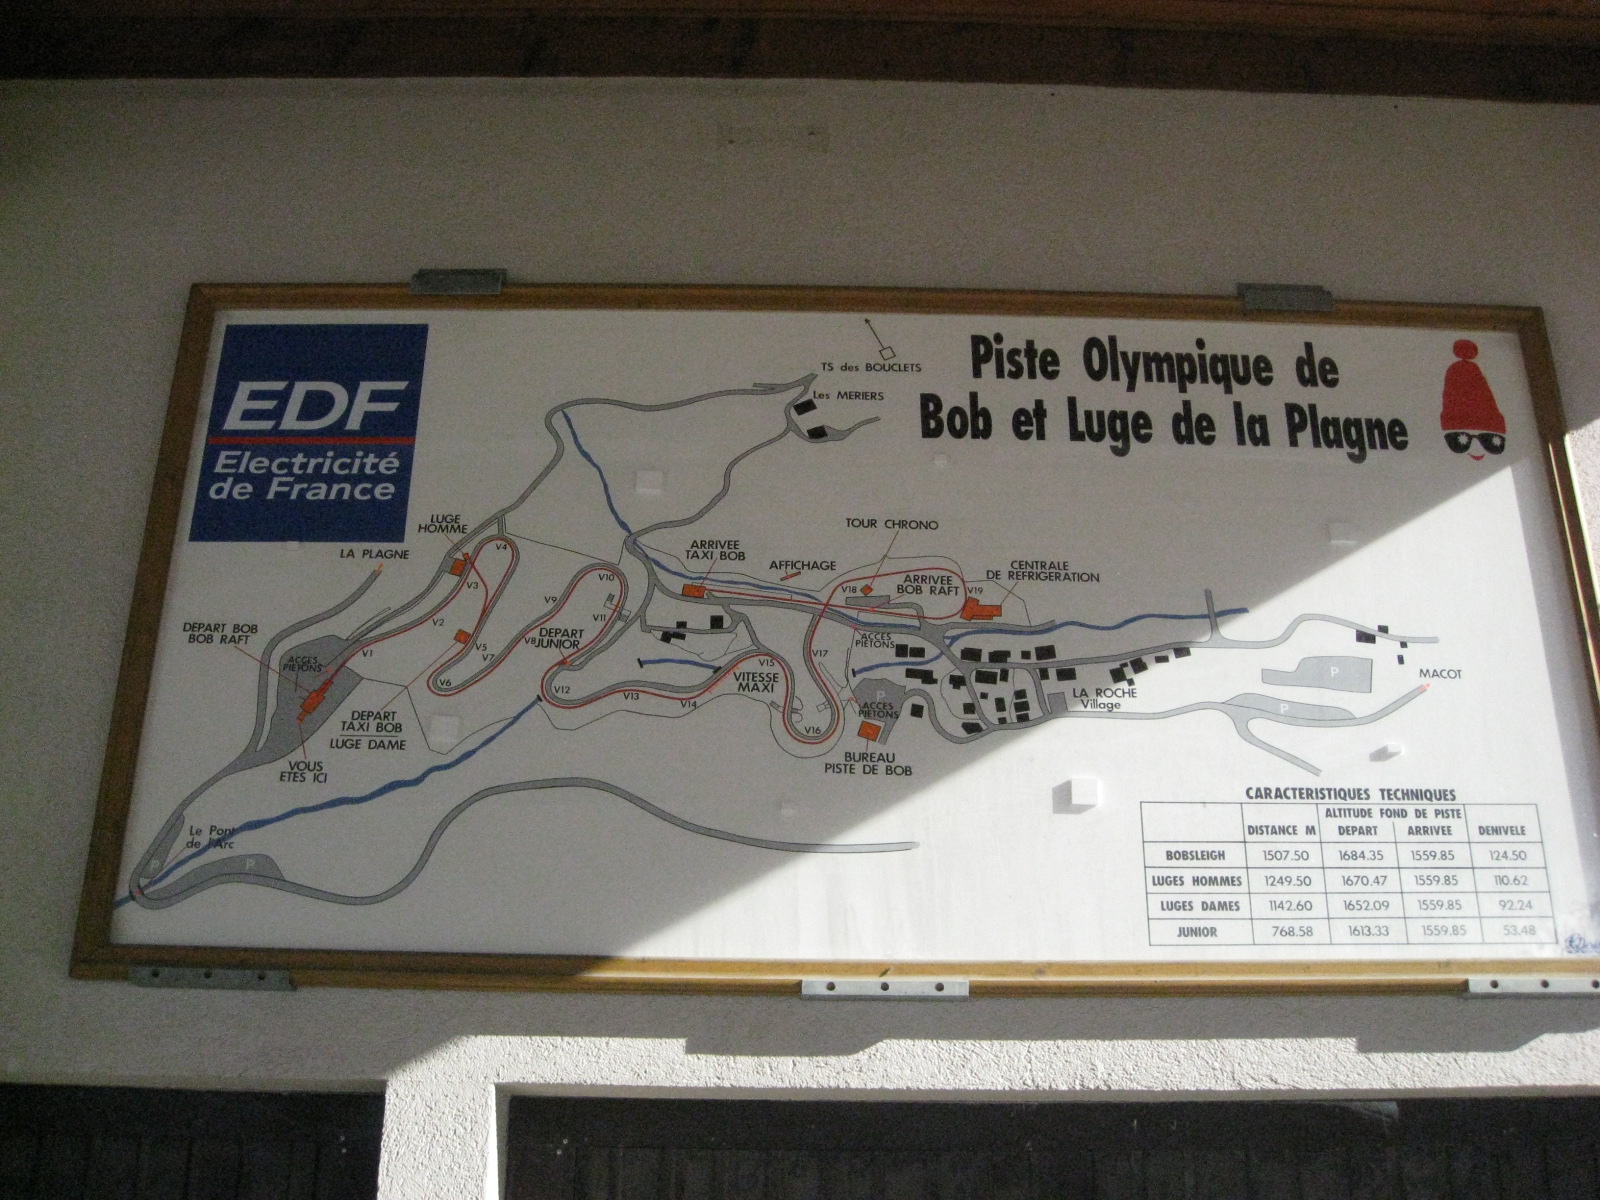 EDF
Electricité
de France
Piste Olympique de
Bob et Luge de la Plagne
TS des BOUCLETS
Les MERIERS
LUGE
HOMME
LA PLAGNE
DEPART BOB
BOB RAFT
ACCES
PIETONS
V1
V2
V3
V4
V5
V6
V7
V8
V9
V10
V11
DEPART
JUNIOR
V12
V13
V14
V15
VITESSE
MAXI
V16
V17
V18
V19
DEPART
TAXI BOB
LUGE DAME
VOUS
ETES ICI
ARRIVEE
TAXI BOB
AFFICHAGE
TOUR CHRONO
ARRIVEE
BOB RAFT
CENTRALE
DE REFRIGERATION
ACCES
PIETONS
P
ACCES
PIETONS
BUREAU
PISTE DE BOB
LA ROCHE
Village
P
P
MACOT
Le Pont
de l'Arc
P
P
CARACTERISTIQUES TECHNIQUES
ALTITUDE FOND DE PISTE
DISTANCE M DEPART ARRIVEE DENIVELE
BOBSLEIGH 1507.50 1684.35 1559.85 124.50
LUGES HOMMES 1249.50 1670.47 1559.85 110.62
LUGES DAMES 1142.60 1652.09 1559.85 92.24
JUNIOR 768.58 1613.33 1559.85 53.48